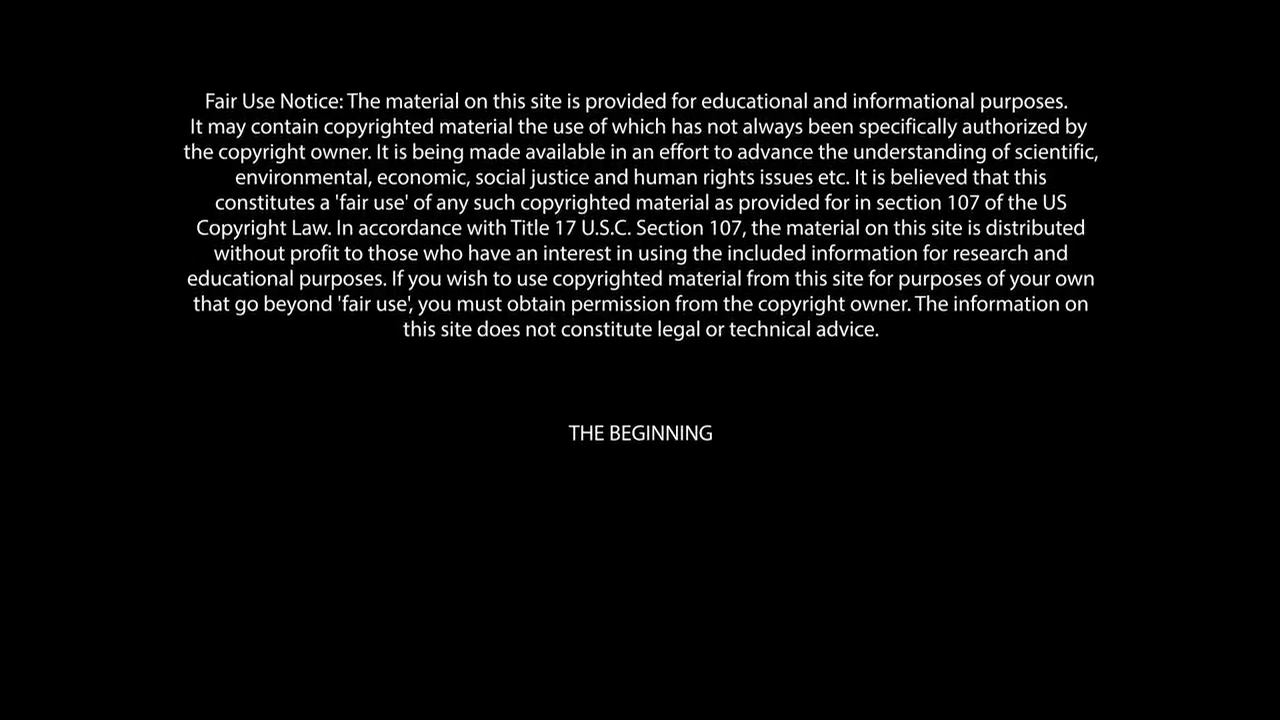 Fair Use Notice: The material on this site is provided for educational and informational purposes.
It may contain copyrighted material the use of which has not always been specifically authorized by
the copyright owner. It is being made available in an effort to advance the understanding of scientific,
environmental, economic, social justice and human rights issues etc. It is believed that this
constitutes a 'fair use' of any such copyrighted material as provided for in section 107 of the US
Copyright Law. In accordance with Title 17 U.S.C. Section 107, the material on this site is distributed
without profit to those who have an interest in using the included information for research and
educational purposes. If you wish to use copyrighted material from this site for purposes of your own
that go beyond 'fair use', you must obtain permission from the copyright owner. The information on
this site does not constitute legal or technical advice.
THE BEGINNING